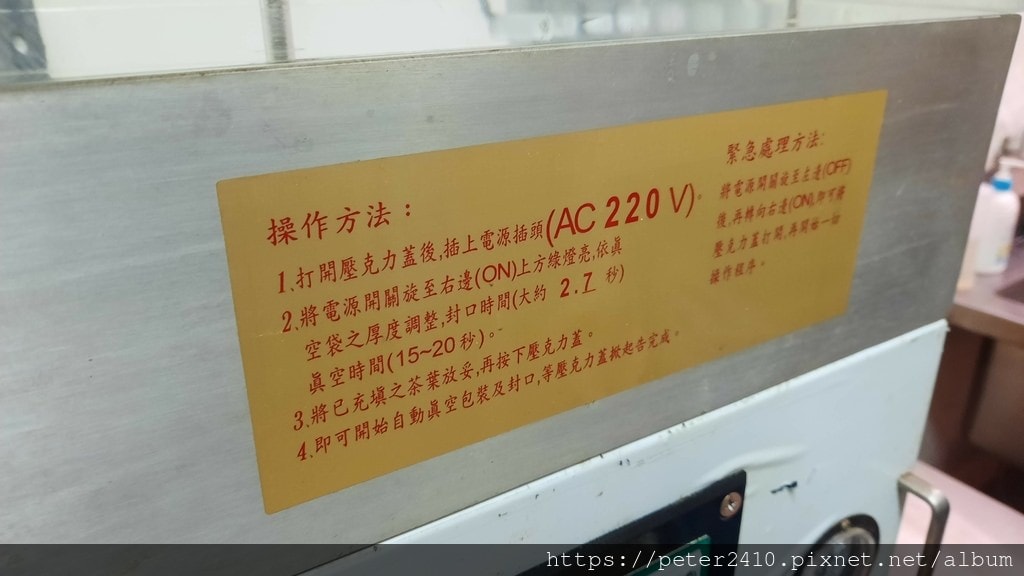 操作方法：
1.打開壓克力蓋後,插上電源插頭(AC 220 V)。
2.將電源開關旋至右邊(ON)上方綠燈亮,依眞
空袋之厚度調整,封口時間(大約 2.7 秒)
眞空時間(15~20秒)。
3.將已充填之茶葉放妥,再按下壓克力蓋。
4.即可開始自動眞空包裝及封口,等壓克力蓋掀起告完成。
緊急處理方法:
將電源開關旋至左邊(OFF)
後,再轉向右邊(ON),即可將
壓克力蓋打開,再開始一切
操作程序。
https://peter2410.pixnet.net/album